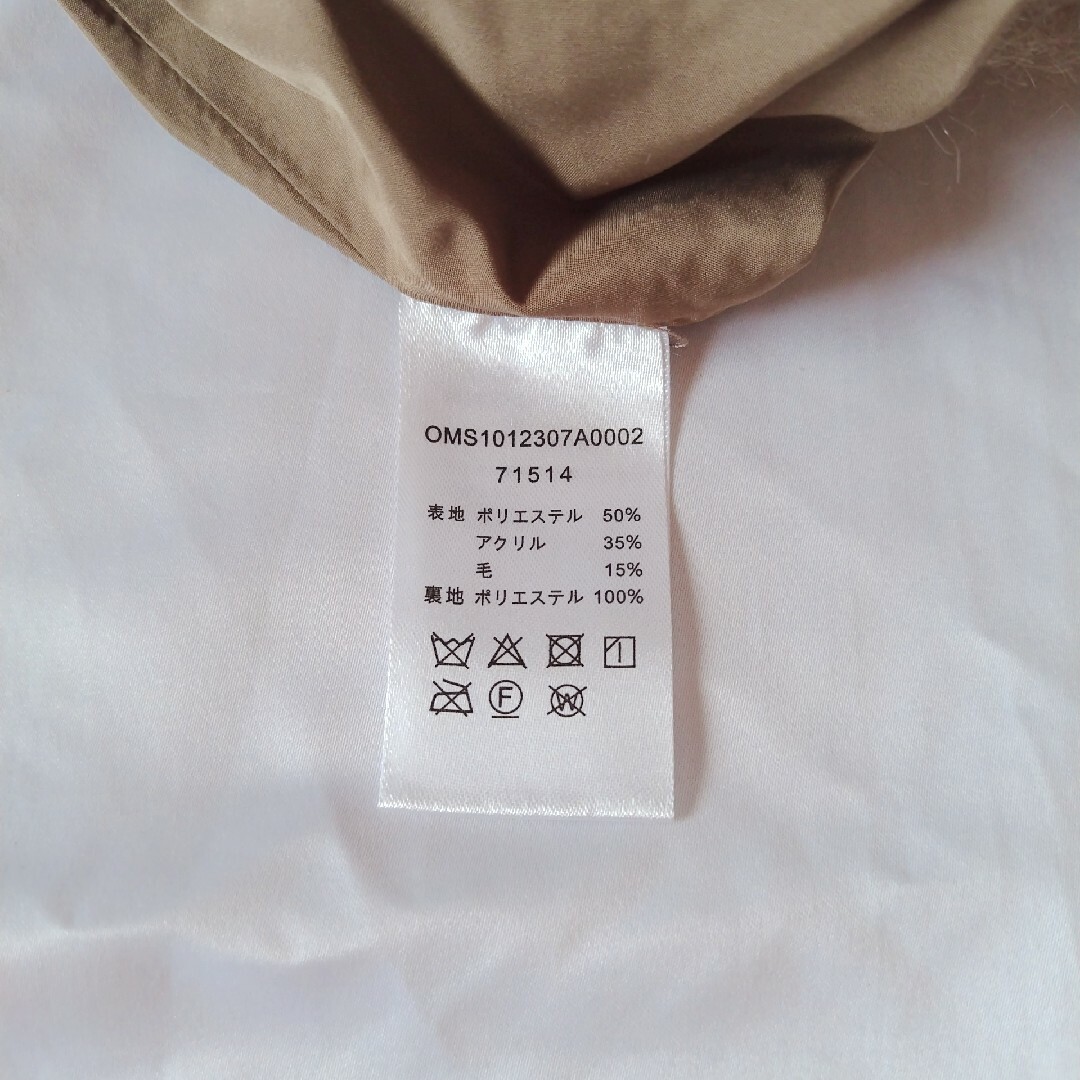 OMS1012307A0002
71514
表地 ポリエステル 50%
アクリル 35%
毛 15%
裏地 ポリエステル 100%
F
W